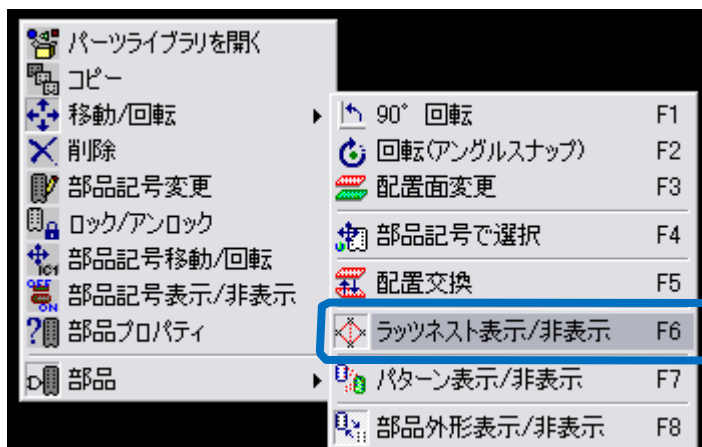 パーツライブラリを開く
コピー
移動/回転
削除
部品記号変更
ロック/アンロック
部品記号移動/回転
部品記号表示/非表示
部品プロパティ
部品
90° 回転 F1
回転(アングルスナップ) F2
配置面変更 F3
部品記号で選択 F4
配置交換 F5
ラッツネスト表示/非表示 F6
パターン表示/非表示 F7
部品外形表示/非表示 F8